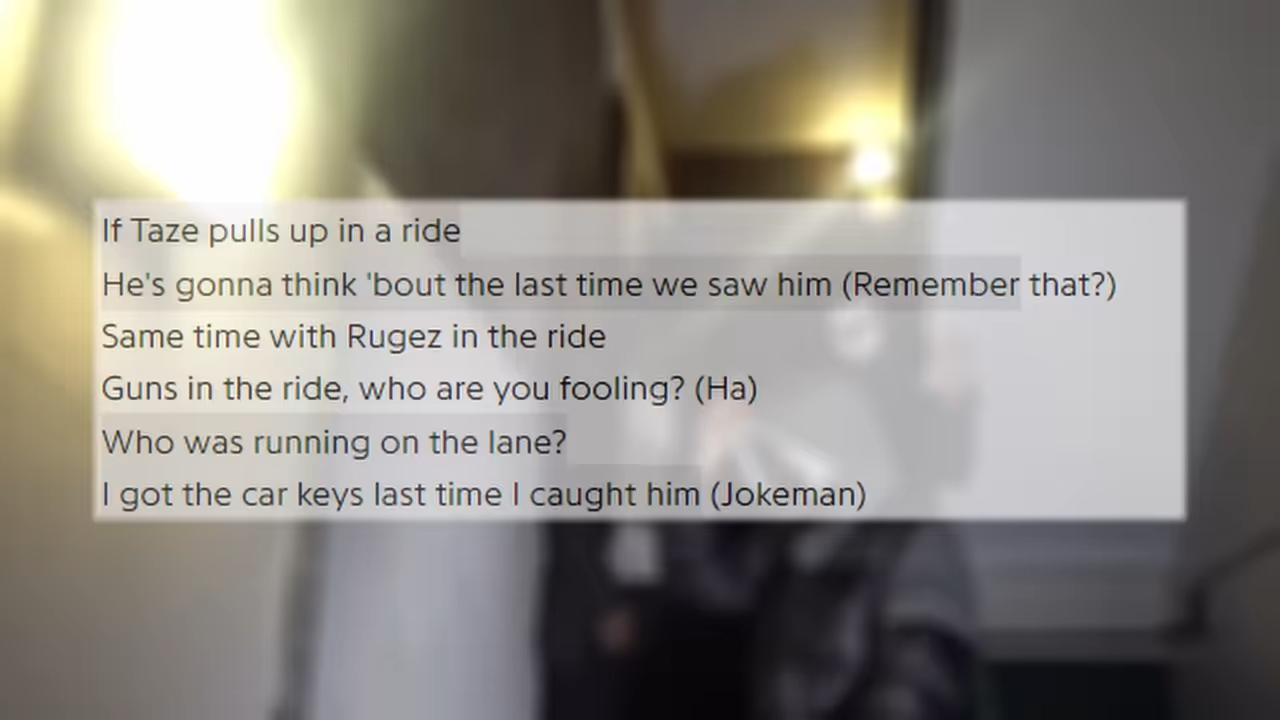 If Taze pulls up in a ride
He's gonna think 'bout the last time we saw him (Remember that?)
Same time with Rugez in the ride
Guns in the ride, who are you fooling? (Ha)
Who was running on the lane?
I got the car keys last time I caught him (Jokeman)